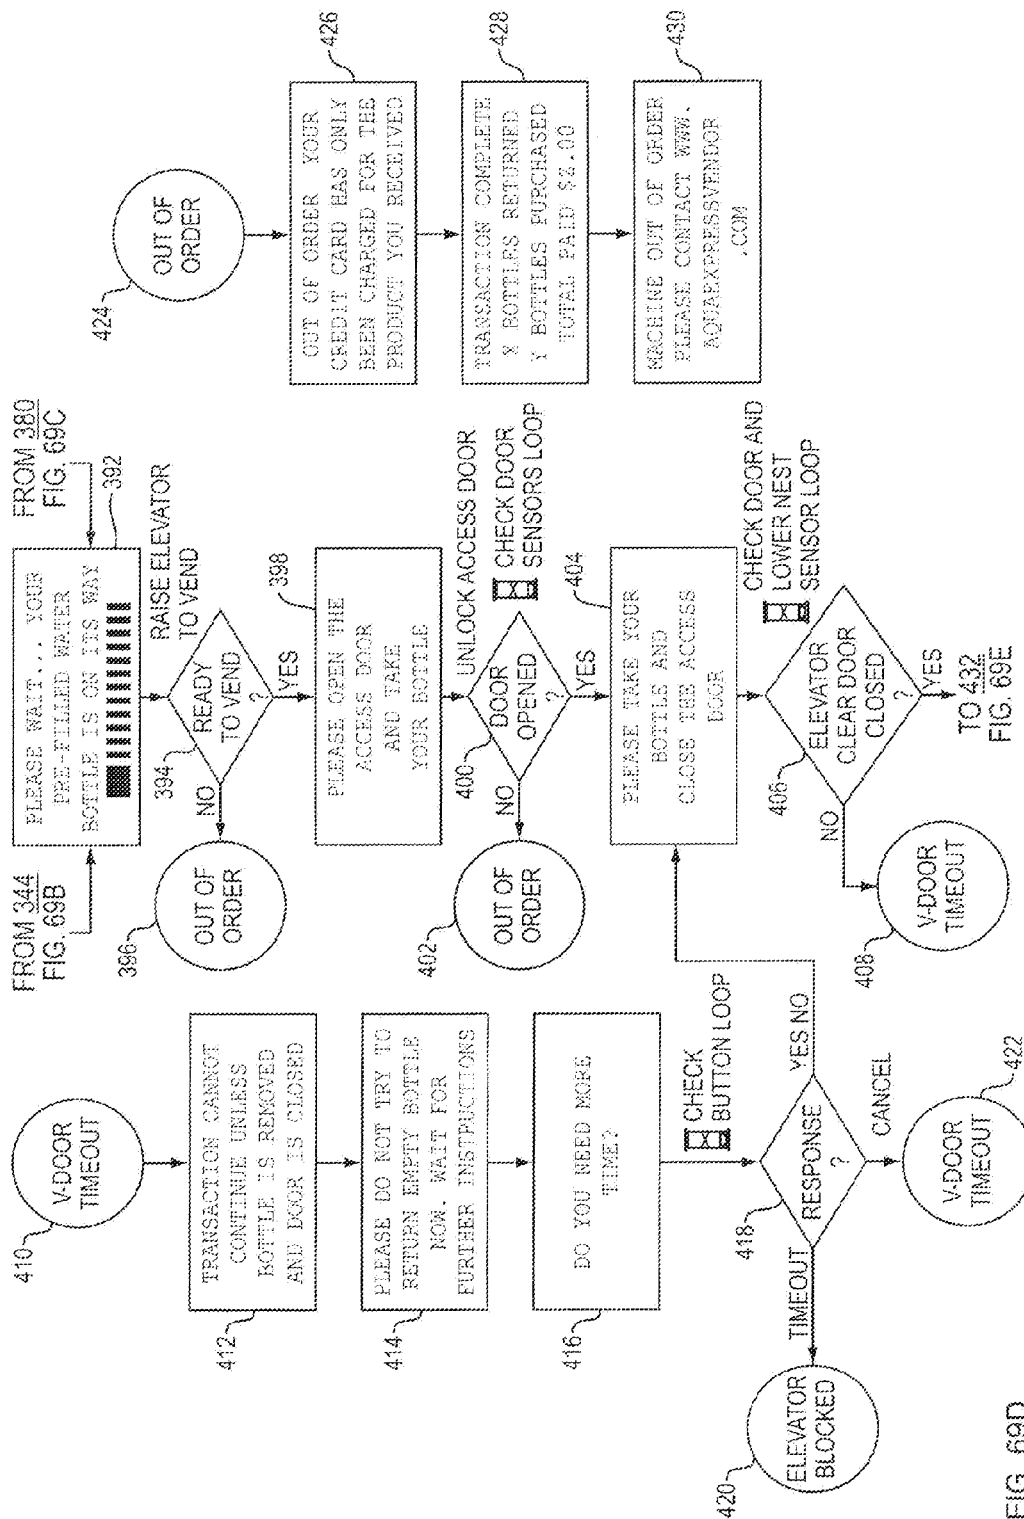 V-DOOR
TIMEOUT
410
TRANSACTION CANNOT
CONTINUE UNLESS
BOTTLE IS REMOVED
AND DOOR IS CLOSED
412
PLEASE DO NOT TRY TO
RETURN EMPTY BOTTLE
NOW. WAIT FOR
FURTHER INSTRUCTIONS
414
DO YOU NEED MORE
TIME?
416
CHECK
BUTTON LOOP
RESPONSE
?
418
TIMEOUT
YES NO
CANCEL
ELEVATOR
BLOCKED
420
V-DOOR
TIMEOUT
422
FROM 344
FIG. 69B
FROM 380
FIG. 69C
PLEASE WAIT... YOUR
PRE-FILLED WATER
BOTTLE IS ON ITS WAY
392
RAISE ELEVATOR
TO VEND
READY
TO VEND
?
394
NO
YES
OUT OF
ORDER
396
PLEASE OPEN THE
ACCESS DOOR
AND TAKE
YOUR BOTTLE
398
UNLOCK ACCESS DOOR
CHECK DOOR
SENSORS LOOP
DOOR
OPENED
?
400
NO
YES
OUT OF
ORDER
402
PLEASE TAKE YOUR
BOTTLE AND
CLOSE THE ACCESS
DOOR
404
CHECK DOOR AND
LOWER NEST
SENSOR LOOP
ELEVATOR
CLEAR DOOR
CLOSED
?
406
NO
YES
V-DOOR
TIMEOUT
408
TO 432
FIG. 69E
OUT OF
ORDER
424
OUT OF ORDER YOUR
CREDIT CARD HAS ONLY
BEEN CHARGED FOR THE
PRODUCT YOU RECEIVED
426
TRANSACTION COMPLETE
X BOTTLES RETURNED
Y BOTTLES PURCHASED
TOTAL PAID $Z.00
428
MACHINE OUT OF ORDER
PLEASE CONTACT WWW.
AQUAEXPRESSVENDOR
.COM
430
FIG. 69D